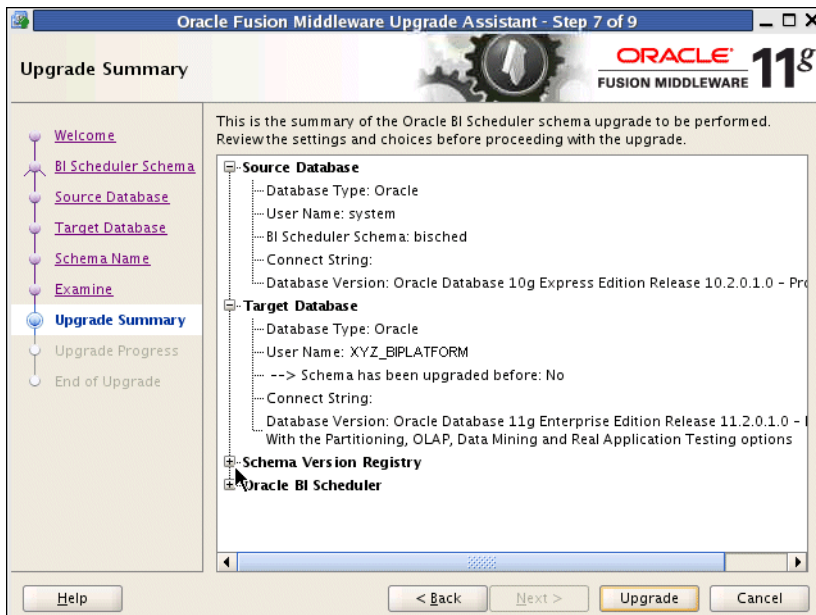 Oracle Fusion Middleware Upgrade Assistant - Step 7 of 9
Upgrade Summary
ORACLE
FUSION MIDDLEWARE 11g
Welcome
BI Scheduler Schema
Source Database
Target Database
Schema Name
Examine
Upgrade Summary
Upgrade Progress
End of Upgrade
This is the summary of the Oracle BI Scheduler schema upgrade to be performed.
Review the settings and choices before proceeding with the upgrade.
Source Database
Database Type: Oracle
User Name: system
BI Scheduler Schema: bisched
Connect String:
Database Version: Oracle Database 10g Express Edition Release 10.2.0.1.0 -
Target Database
Database Type: Oracle
User Name: XYZ_BIPLATFORM
--> Schema has been upgraded before: No
Connect String:
Database Version: Oracle Database 11g Enterprise Edition Release 11.2.0.1.0 -
With the Partitioning, OLAP, Data Mining and Real Application Testing options
Schema Version Registry
Oracle BI Scheduler
Help
< Back
Next >
Upgrade
Cancel